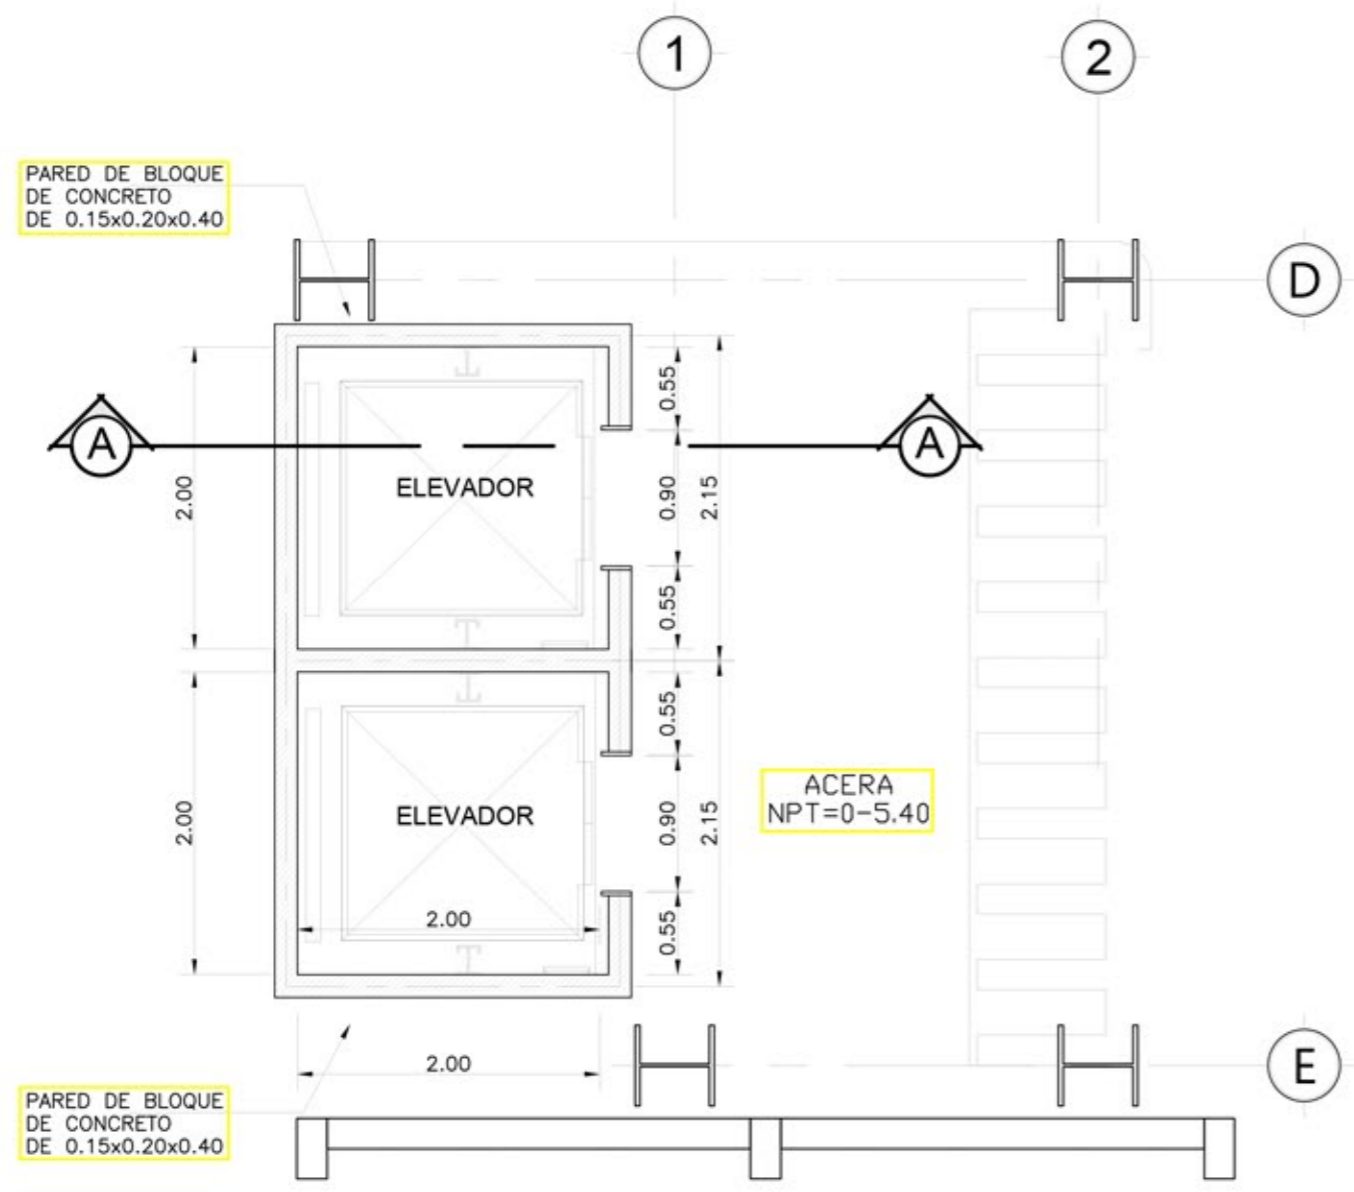 1
2
PARED DE BLOQUE
DE CONCRETO
DE 0.15x0.20x0.40
D
0.55
A
A
2.00
ELEVADOR
0.90
2.15
0.55
0.55
ACERA
NPT=0-5.40
2.00
ELEVADOR
0.90
2.15
2.00
0.55
2.00
E
PARED DE BLOQUE
DE CONCRETO
DE 0.15x0.20x0.40